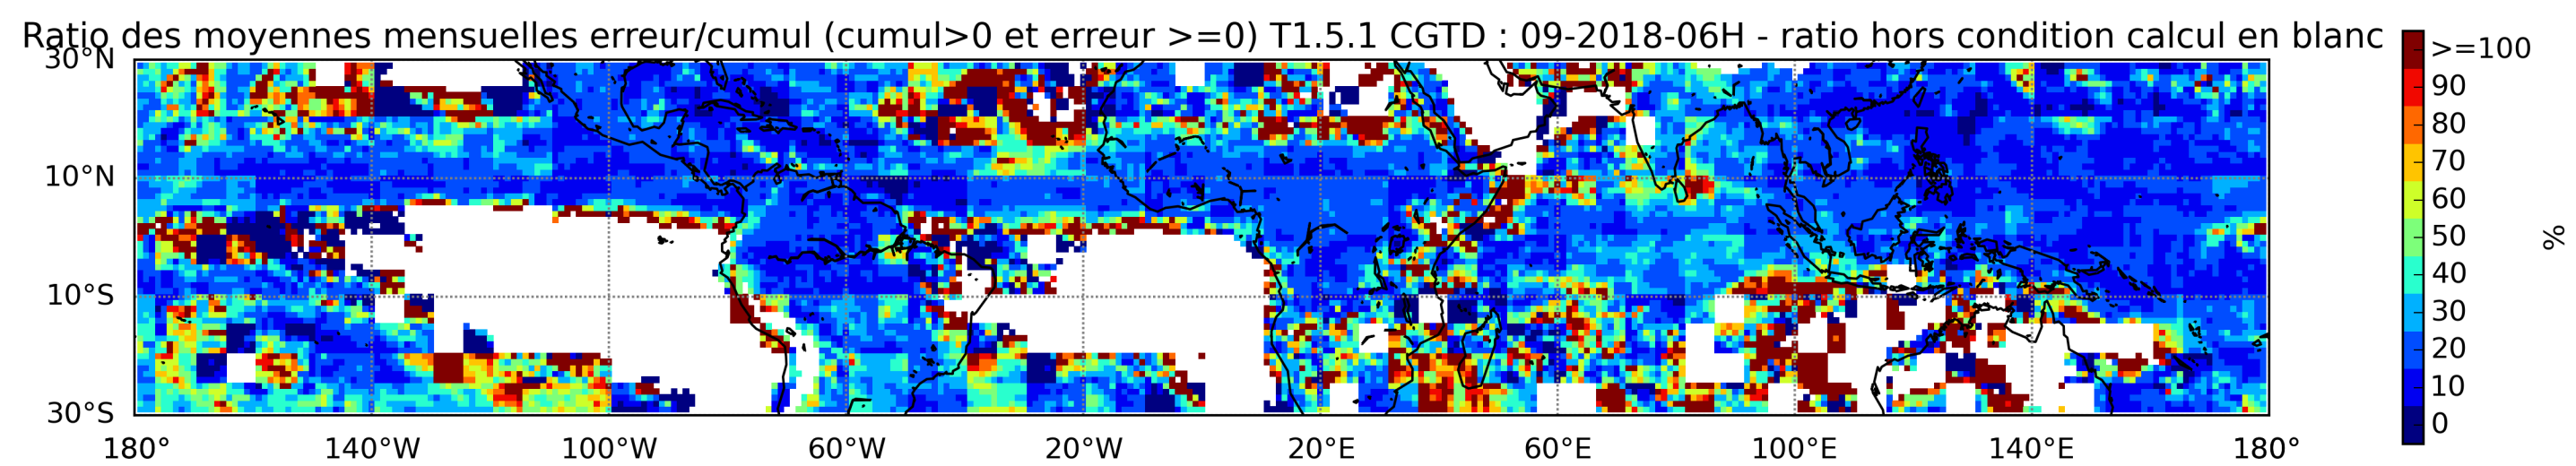 Ratio des moyennes mensuelles erreur/cumul (cumul>0 et erreur >=0) T1.5.1 CGTD : 09-2018-06H - ratio hors condition calcul en blanc
30°N
10°N
10°S
30°S
180° 140°W 100°W 60°W 20°W 20°E 60°E 100°E 140°E 180°
>=100
90
80
70
60
50
40
30
20
10
0
%